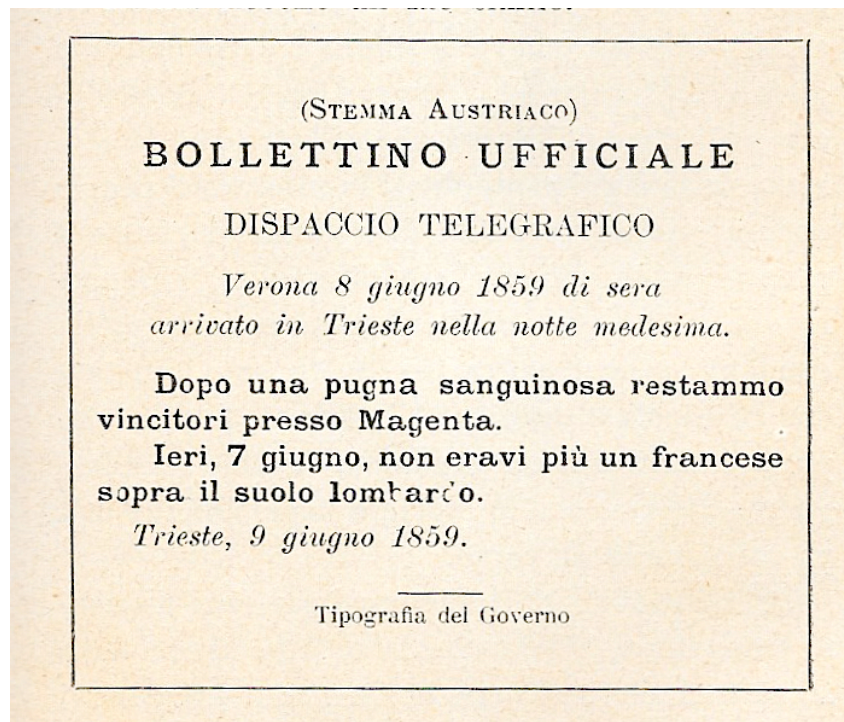 (STEMMA AUSTRIACO)
BOLLETTINO UFFICIALE
DISPACCIO TELEGRAFICO
Verona 8 giugno 1859 di sera
arrivato in Trieste nella notte medesima.
Dopo una pugna sanguinosa restammo
vincitori presso Magenta.
Ieri, 7 giugno, non eravi più un francese
sopra il suolo lombardo.
Trieste, 9 giugno 1859.
Tipografia del Governo